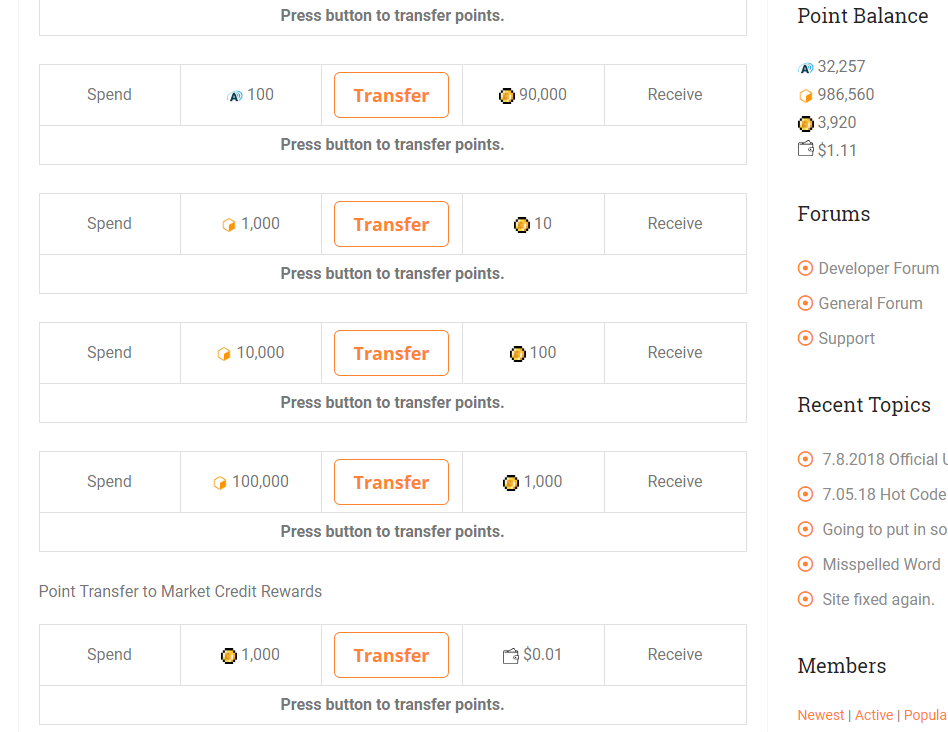 Press button to transfer points.
Spend 100 Transfer 90,000 Receive
Press button to transfer points.
Spend 1,000 Transfer 10 Receive
Press button to transfer points.
Spend 10,000 Transfer 100 Receive
Press button to transfer points.
Spend 100,000 Transfer 1,000 Receive
Press button to transfer points.
Point Transfer to Market Credit Rewards
Spend 1,000 Transfer $0.01 Receive
Press button to transfer points.
Point Balance
32,257
986,560
3,920
$1.11
Forums
Developer Forum
General Forum
Support
Recent Topics
7.8.2018 Official
7.05.18 Hot Code
Going to put in so
Misspelled Word
Site fixed again.
Members
Newest | Active | Popula